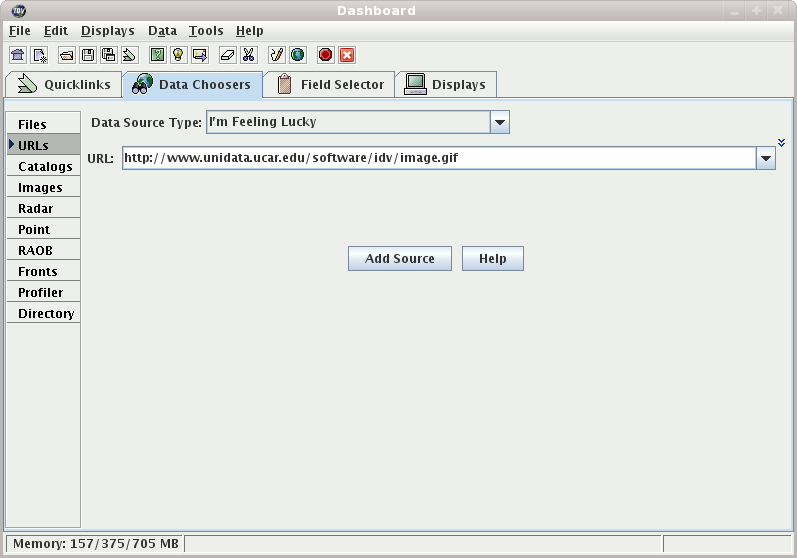 IDV Dashboard
File Edit Displays Data Tools Help
Quicklinks Data Choosers Field Selector Displays
Files
URLs
Catalogs
Images
Radar
Point
RAOB
Fronts
Profiler
Directory
Data Source Type: I'm Feeling Lucky
URL: http://www.unidata.ucar.edu/software/idv/image.gif
Add Source Help
Memory: 157/375/705 MB